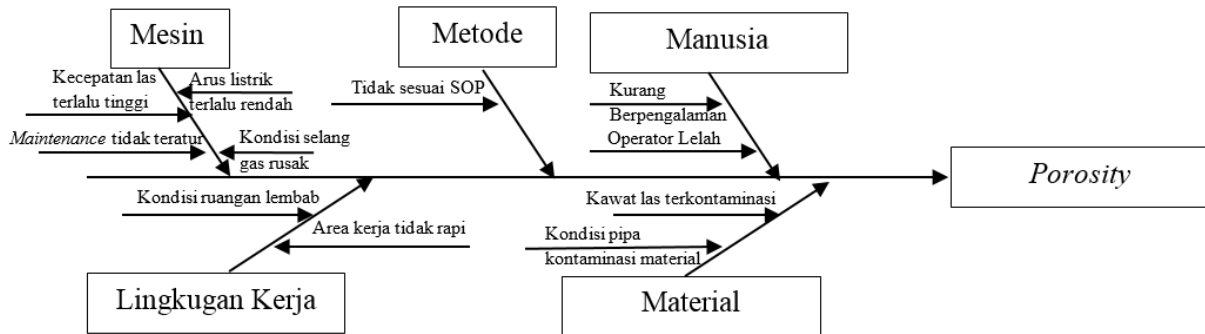 Mesin
Metode
Manusia
Kecepatan las
terlalu tinggi
Arus listrik
terlalu rendah
Maintenance tidak teratur
Kondisi selang
gas rusak
Tidak sesuai SOP
Kurang
Berpengalaman
Operator Lelah
Porosity
Kondisi ruangan lembab
Area kerja tidak rapi
Kawat las terkontaminasi
Kondisi pipa
kontaminasi material
Lingkugan Kerja
Material